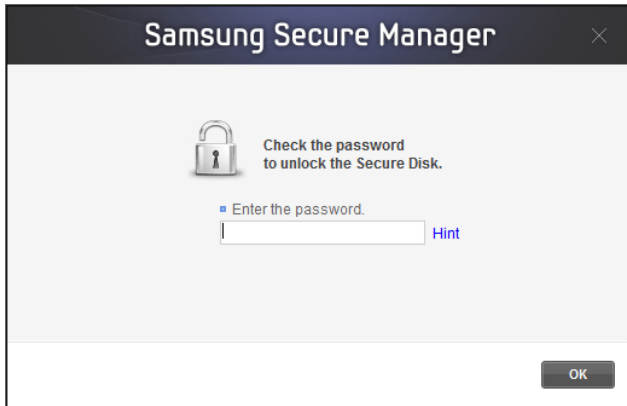 Samsung Secure Manager
Check the password
to unlock the Secure Disk.
Enter the password.
Hint
OK